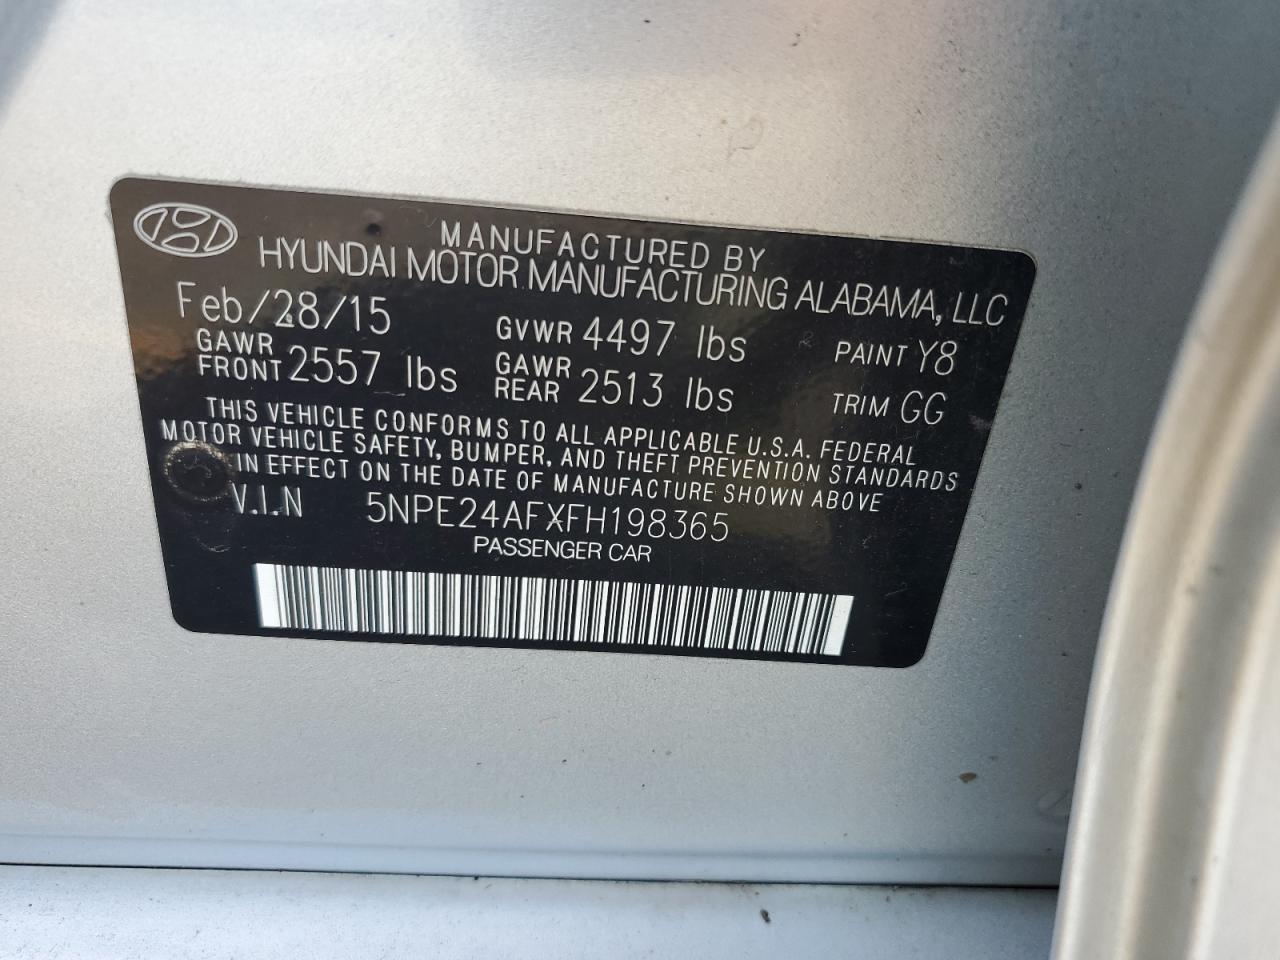 MANUFACTURED BY
HYUNDAI MOTOR MANUFACTURING ALABAMA, LLC
Feb/28/15 GVWR 4497 lbs PAINT Y8
GAWR FRONT 2557 lbs GAWR REAR 2513 lbs TRIM GG
THIS VEHICLE CONFORMS TO ALL APPLICABLE U.S.A. FEDERAL
MOTOR VEHICLE SAFETY, BUMPER, AND THEFT PREVENTION STANDARDS
IN EFFECT ON THE DATE OF MANUFACTURE SHOWN ABOVE
V.I.N 5NPE24AFXFH198365
PASSENGER CAR